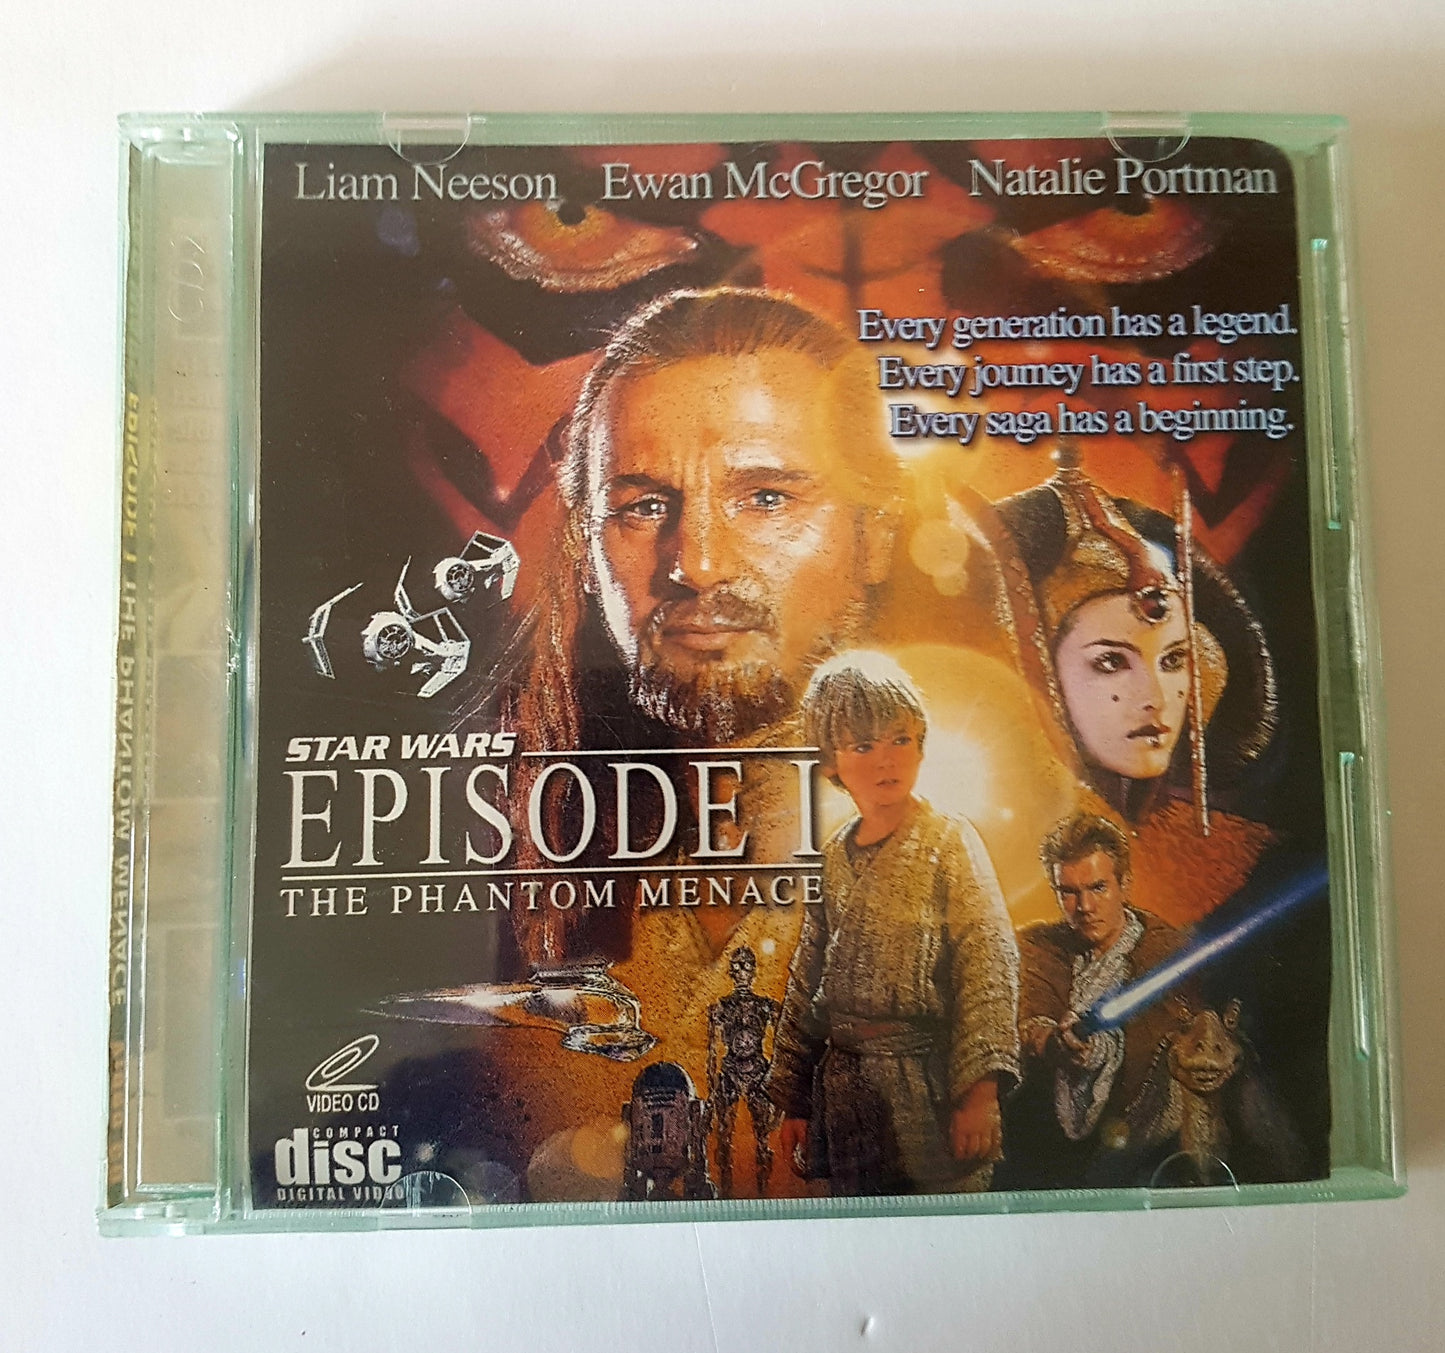 Liam Neeson Ewan McGregor Natalie Portman
Every generation has a legend.
Every journey has a first step.
Every saga has a beginning.
STAR WARS
EPISODE I
THE PHANTOM MENACE
VIDEO CD
COMPACT
disc
DIGITAL VIDEO
EPISODE I THE PHANTOM MENACE